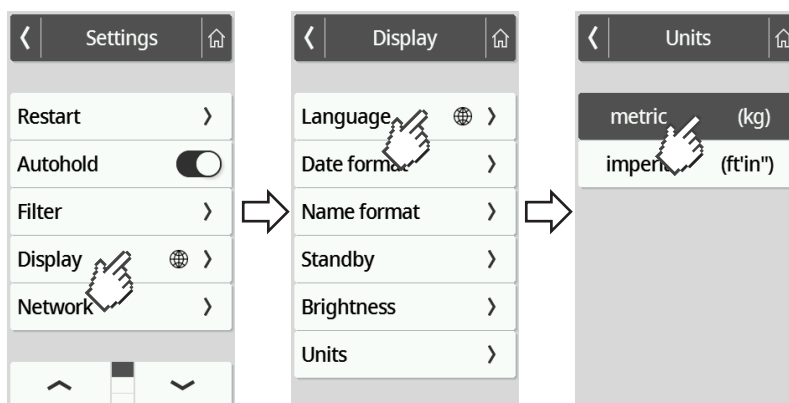 Settings
Restart
Autohold
Filter
Display
Network
Display
Language
Date format
Name format
Standby
Brightness
Units
Units
metric (kg)
(ft'in")